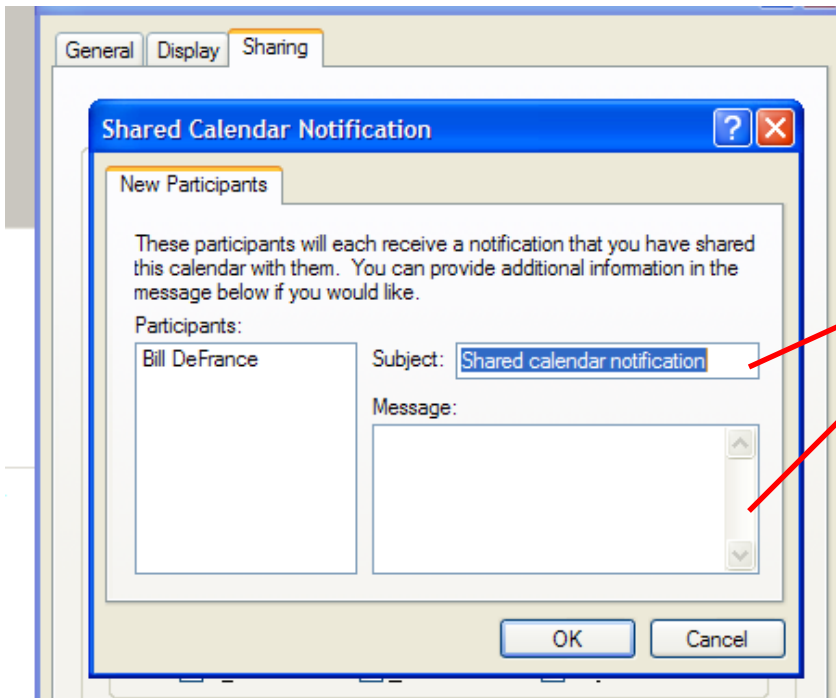 General Display Sharing
Shared Calendar Notification
New Participants
These participants will each receive a notification that you have shared
this calendar with them. You can provide additional information in the
message below if you would like.
Participants:
Bill DeFrance
Subject: Shared calendar notification
Message:
OK Cancel